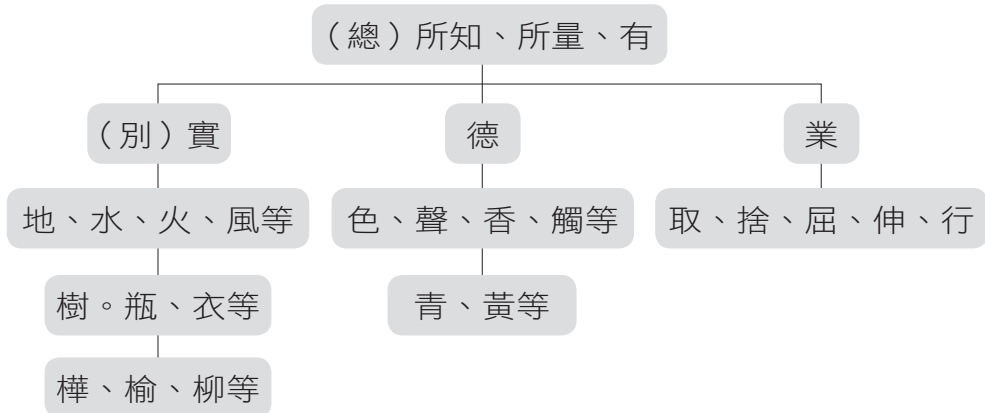 （總）所知、所量、有
（別）實
德
業
地、水、火、風等
色、聲、香、觸等
取、捨、屈、伸、行
樹。瓶、衣等
青、黃等
樺、榆、柳等